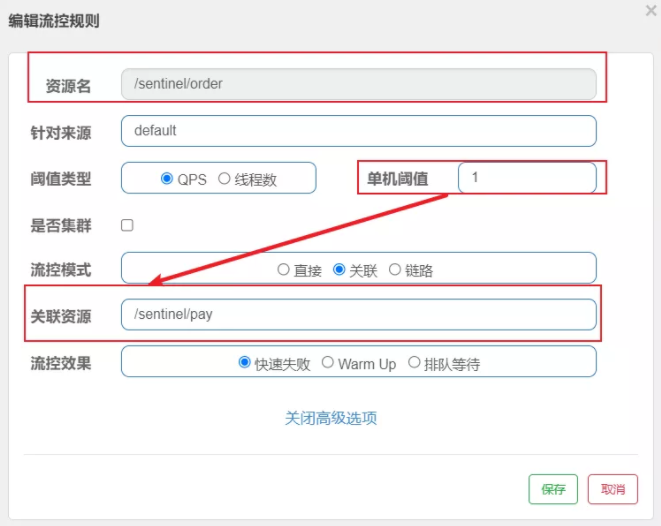 编辑流控规则 ×
资源名 /sentinel/order
针对来源 default
阈值类型 QPS 线程数 单机阈值 1
是否集群
流控模式 直接 关联 链路
关联资源 /sentinel/pay
流控效果 快速失败 Warm Up 排队等待
关闭高级选项
保存 取消